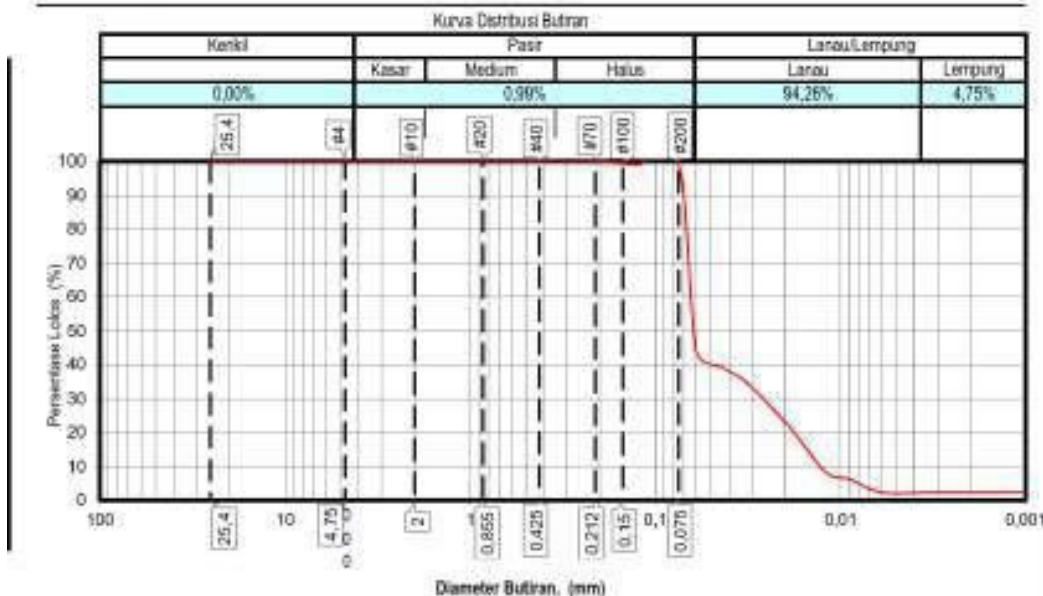 Kurva Distribusi Butiran
Kerikil Pasir Lanau/Lempung
Kasar Medium Halus Lanau Lempung
0,00% 0,99% 94,26% 4,75%
25,4 #4 #10 #20 #40 #70 #100 #200
Persentase Lolos (%)
100
90
80
70
60
50
40
30
20
10
0
100 10 1 0,1 0,01 0,001
25,4 4,75 2 0,855 0,425 0,212 0.15 0,075
Diameter Butiran, (mm)